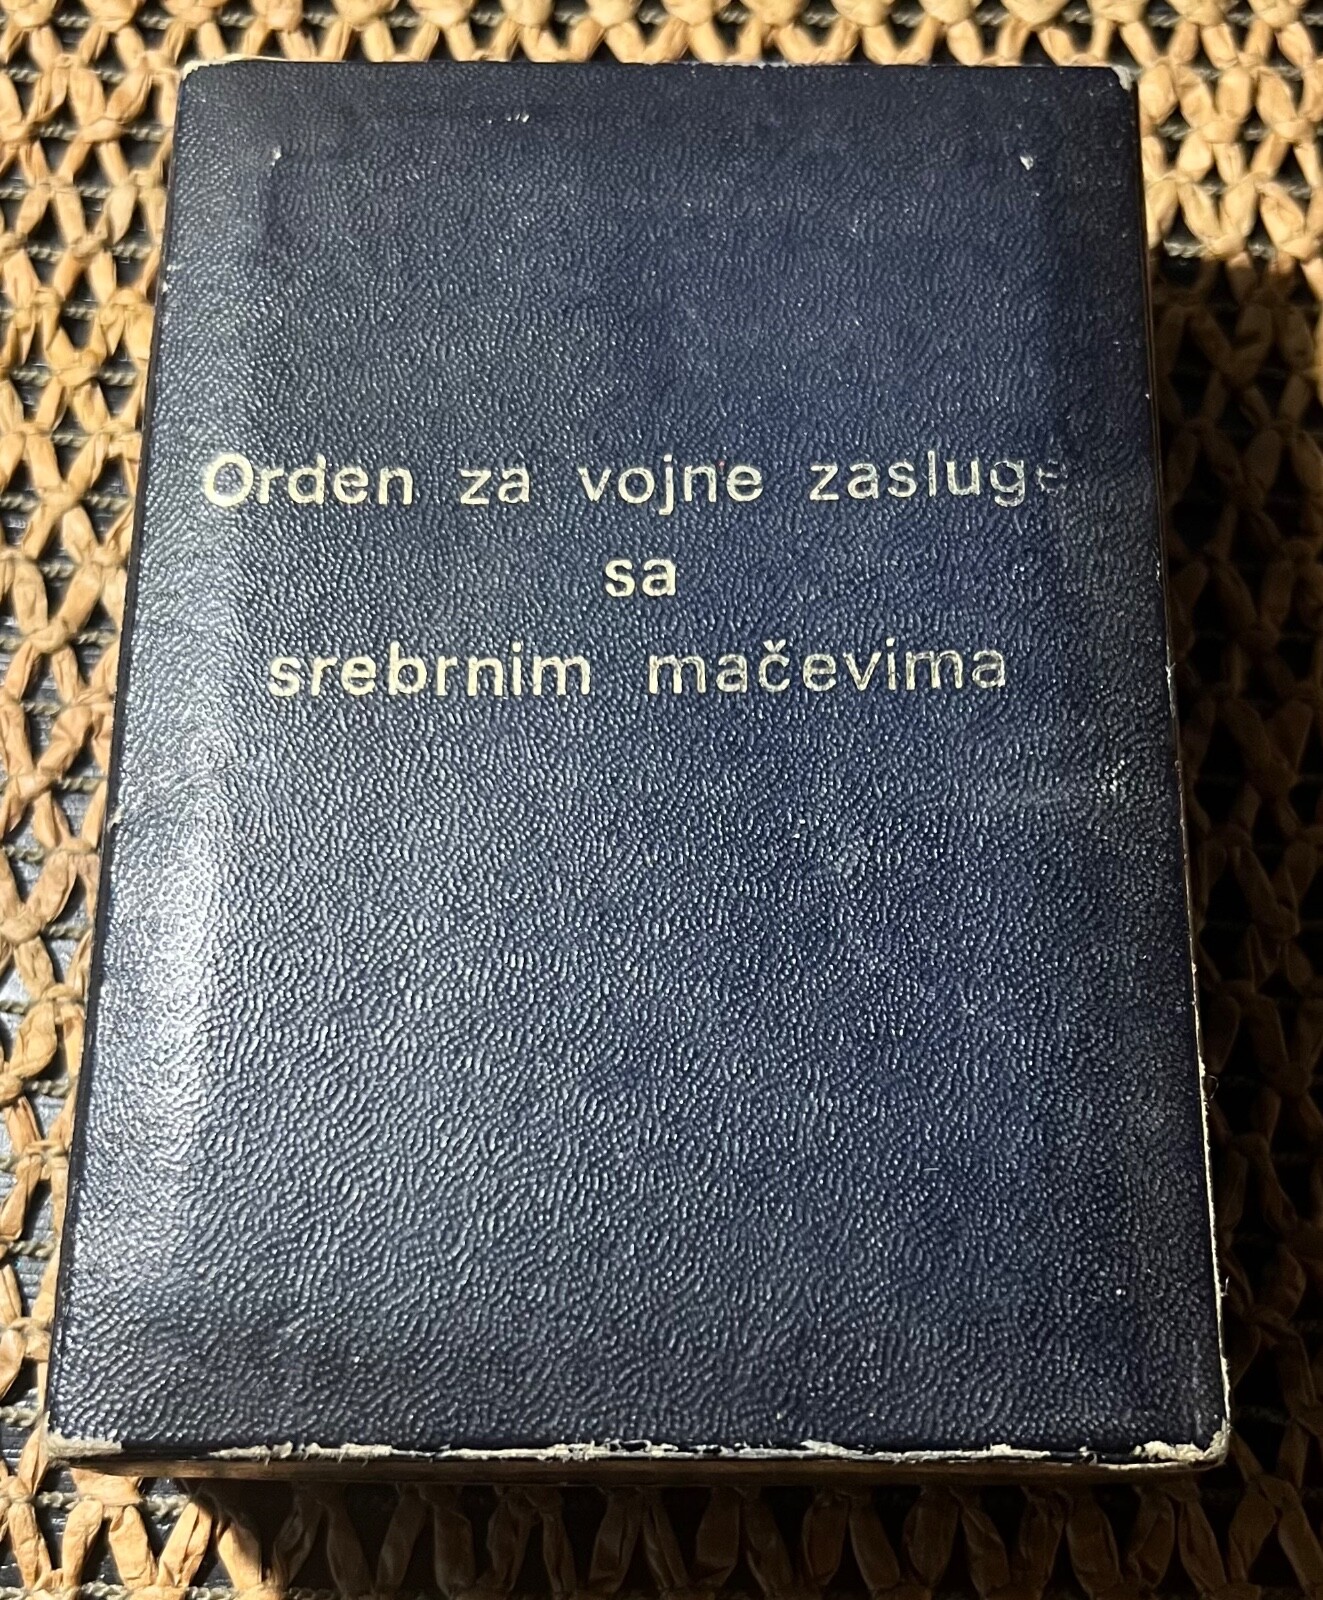 Orden za vojne zasluge
sa
srebrnim mačevima